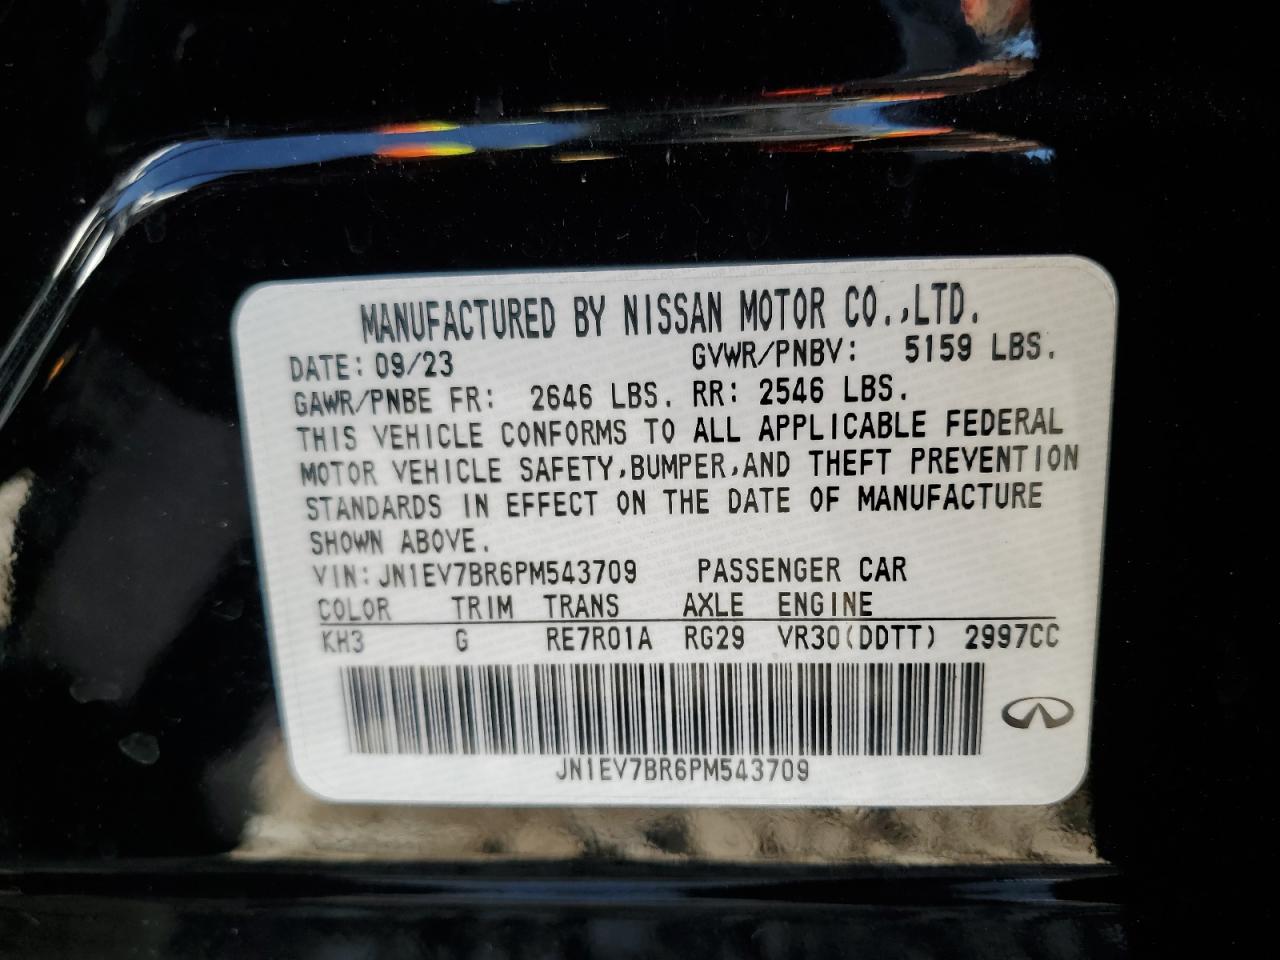 MANUFACTURED BY NISSAN MOTOR CO.,LTD.
DATE: 09/23 GVWR/PNBV: 5159 LBS.
GAWR/PNBE FR: 2646 LBS. RR: 2546 LBS.
THIS VEHICLE CONFORMS TO ALL APPLICABLE FEDERAL
MOTOR VEHICLE SAFETY,BUMPER,AND THEFT PREVENTION
STANDARDS IN EFFECT ON THE DATE OF MANUFACTURE
SHOWN ABOVE.
VIN: JN1EV7BR6PM543709 PASSENGER CAR
COLOR TRIM TRANS AXLE ENGINE
KH3 G RE7R01A RG29 VR30(DDTT) 2997CC
JN1EV7BR6PM543709